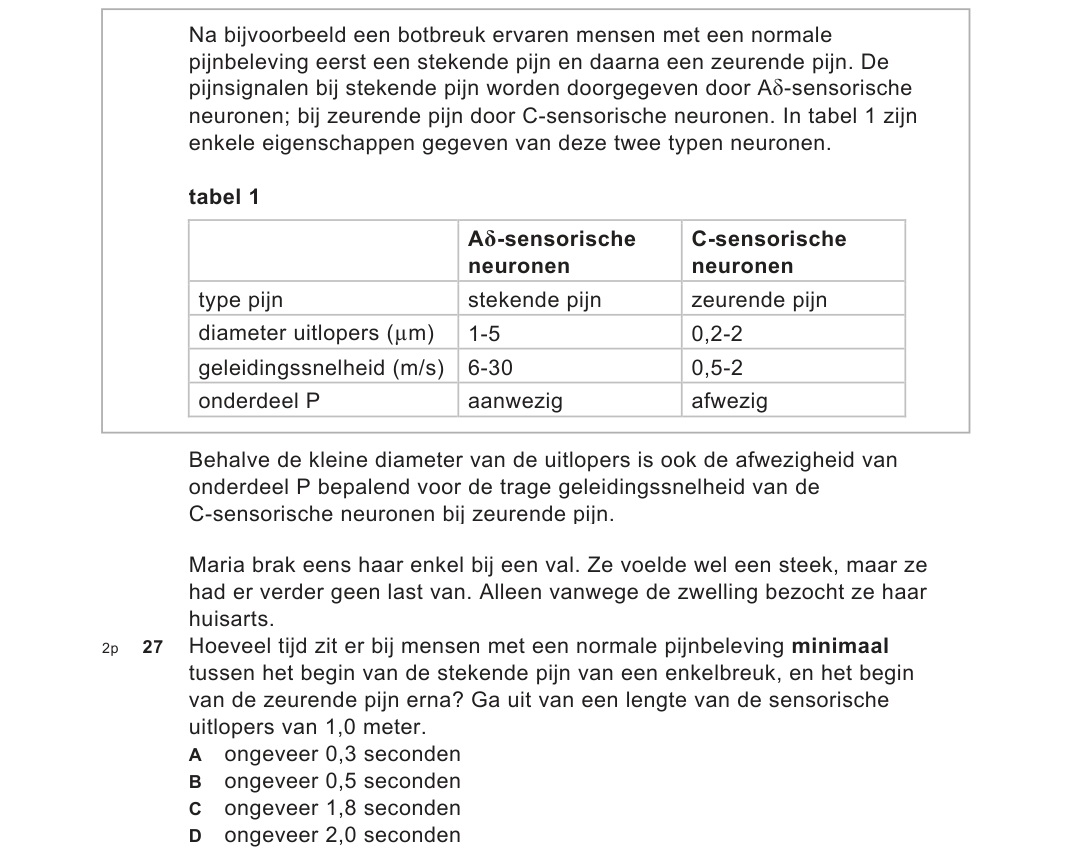 Na bijvoorbeeld een botbreuk ervaren mensen met een normale
pijnbeleving eerst een stekende pijn en daarna een zeurende pijn. De
pijnsignalen bij stekende pijn worden doorgegeven door Aδ-sensorische
neuronen; bij zeurende pijn door C-sensorische neuronen. In tabel 1 zijn
enkele eigenschappen gegeven van deze twee typen neuronen.
tabel 1
Aδ-sensorische neuronen C-sensorische neuronen
type pijn stekende pijn zeurende pijn
diameter uitlopers (μm) 1-5 0,2-2
geleidingssnelheid (m/s) 6-30 0,5-2
onderdeel P aanwezig afwezig
Behalve de kleine diameter van de uitlopers is ook de afwezigheid van
onderdeel P bepalend voor de trage geleidingssnelheid van de
C-sensorische neuronen bij zeurende pijn.
Maria brak eens haar enkel bij een val. Ze voelde wel een steek, maar ze
had er verder geen last van. Alleen vanwege de zwelling bezocht ze haar
huisarts.
2p 27 Hoeveel tijd zit er bij mensen met een normale pijnbeleving minimaal
tussen het begin van de stekende pijn van een enkelbreuk, en het begin
van de zeurende pijn erna? Ga uit van een lengte van de sensorische
uitlopers van 1,0 meter.
A ongeveer 0,3 seconden
B ongeveer 0,5 seconden
C ongeveer 1,8 seconden
D ongeveer 2,0 seconden